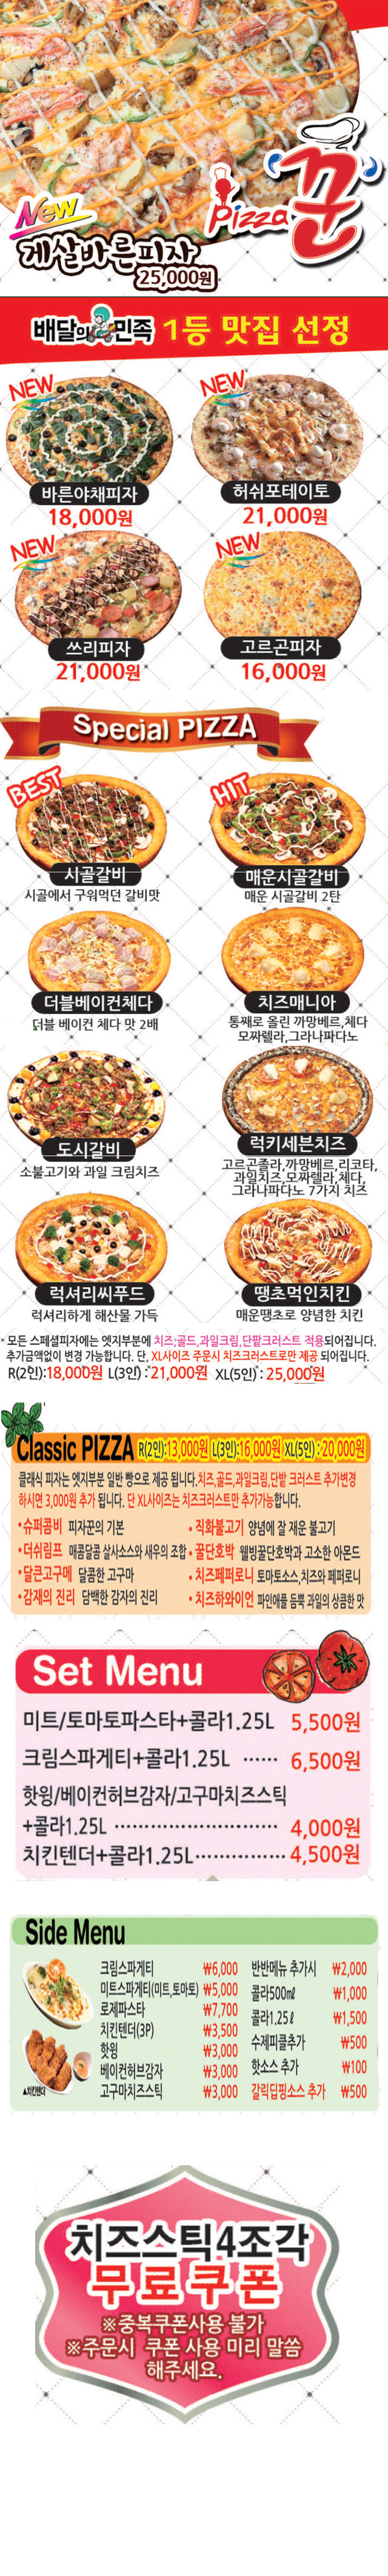 Pizza꾼
New
게살바른피자
25,000원
배달의민족 1등 맛집 선정
NEW
NEW
바른야채피자
허쉬포테이토
18,000원
21,000원
NEW
NEW
쓰리피자
고르곤피자
21,000원
16,000원
Special PIZZA
BEST
HIT
시골갈비
매운시골갈비
시골에서 구워먹던 갈비맛
매운 시골갈비 2탄
더블베이컨체다
치즈매니아
더블 베이컨 체다 맛 2배
통째로 올린 까망베르,체다
모짜렐라,그라나파다노
도시갈비
럭키세븐치즈
소불고기와 과일 크림치즈
고르곤졸라,까망베르,리코타,
과일치즈,모짜렐라,체다,
그라나파다노 7가지 치즈
럭셔리씨푸드
땡초먹인치킨
럭셔리하게 해산물 가득
매운땡초로 양념한 치킨
*모든 스페셜피자에는 엣지부분에 치즈,골드,과일크림,단팥크러스트 적용되어집니다.
추가금액없이 변경 가능합니다. 단, XL사이즈 주문시 치즈크러스트로만 제공 되어집니다.
R(2인):18,000원 L(3인) : 21,000원 XL(5인) : 25,000원
Classic PIZZA R(2인):13,000원 L(3인):16,000원 XL(5인) : 20,000원
클래식 피자는 엣지부분 일반 빵으로 제공 됩니다.치즈,골드,과일크림,단밭 크러스트 추가변경
하시면 3,000원 추가 됩니다. 단 XL사이즈는 치즈크러스트만 추가가능합니다.
•슈퍼콤비 피자꾼의 기본
•직화불고기 양념에 잘 재운 불고기
•더쉬림프 매콤달콤 살사소스와 새우의 조합
•꿀단호박 웰빙꿀단호박과 고소한 아몬드
•달큰고구메 달콤한 고구마
•치즈페퍼로니 토마토소스,치즈와 페퍼로니
•감재의 진리 담백한 감자의 진리
•치즈하와이언 파인애플 듬뿍 과일의 상큼한 맛
Set Menu
미트/토마토파스타+콜라1.25L 5,500원
크림스파게티+콜라1.25L ······ 6,500원
핫윙/베이컨허브감자/고구마치즈스틱
+콜라1.25L ··························· 4,000원
치킨텐더+콜라1.25L··············· 4,500원
Side Menu
크림스파게티 ₩6,000
미트스파게티(미트,토마토) ₩5,000
로제파스타 ₩7,700
치킨텐더(3P) ₩3,500
핫윙 ₩3,000
베이컨허브감자 ₩3,000
고구마치즈스틱 ₩3,000
▲치킨텐더
반반메뉴 추가시 ₩2,000
콜라500㎖ ₩1,000
콜라1.25ℓ ₩1,500
수제피클추가 ₩500
핫소스 추가 ₩100
갈릭딥핑소스 추가 ₩500
치즈스틱4조각
무료쿠폰
※중복쿠폰사용 불가
※주문시 쿠폰 사용 미리 말씀
해주세요.